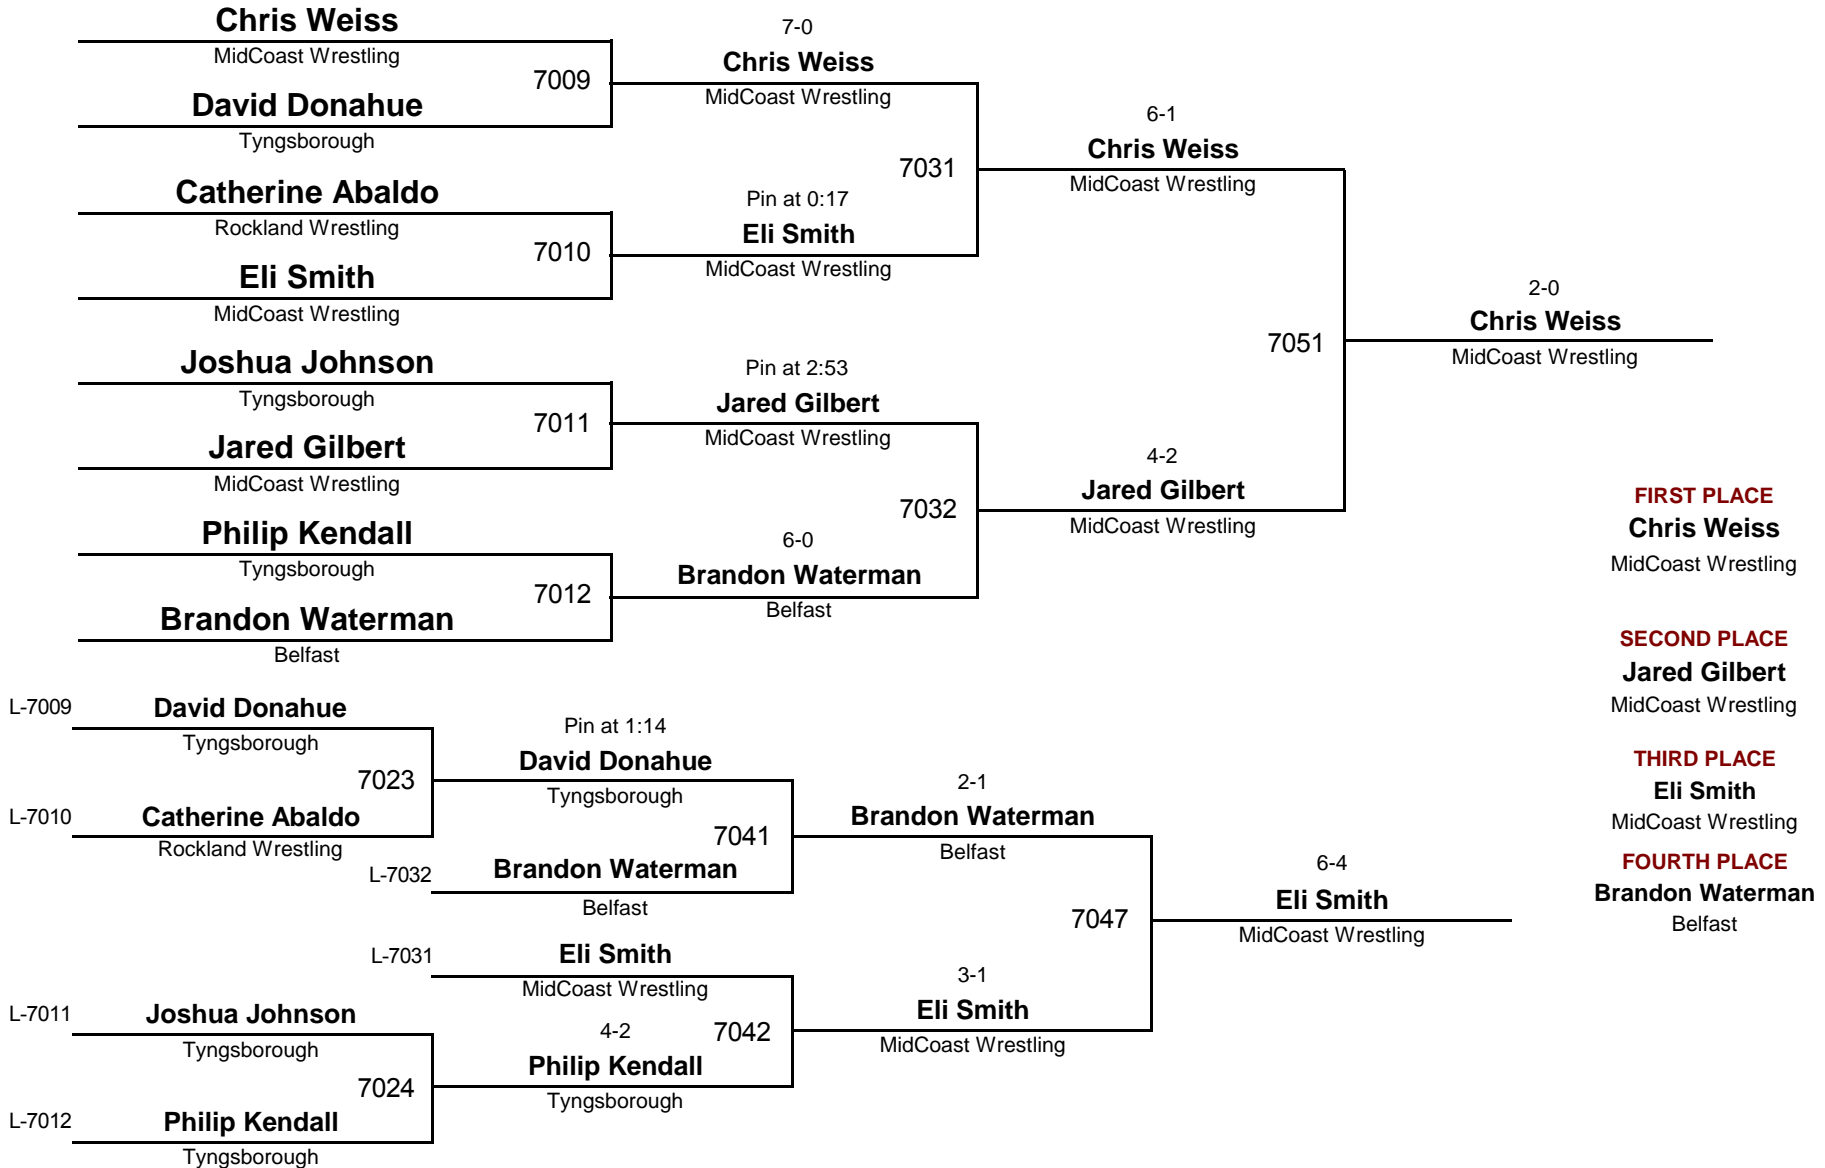 Chris Weiss
MidCoast Wrestling
7009
David Donahue
Tyngsborough
Catherine Abaldo
Rockland Wrestling
7010
Eli Smith
MidCoast Wrestling
Joshua Johnson
Tyngsborough
7011
Jared Gilbert
MidCoast Wrestling
Philip Kendall
Tyngsborough
7012
Brandon Waterman
Belfast
7-0
Chris Weiss
MidCoast Wrestling
7031
Pin at 0:17
Eli Smith
MidCoast Wrestling
Pin at 2:53
Jared Gilbert
MidCoast Wrestling
7032
6-0
Brandon Waterman
Belfast
6-1
Chris Weiss
MidCoast Wrestling
7051
4-2
Jared Gilbert
MidCoast Wrestling
2-0
Chris Weiss
MidCoast Wrestling
FIRST PLACE
Chris Weiss
MidCoast Wrestling
SECOND PLACE
Jared Gilbert
MidCoast Wrestling
THIRD PLACE
Eli Smith
MidCoast Wrestling
FOURTH PLACE
Brandon Waterman
Belfast
L-7009
David Donahue
Tyngsborough
7023
L-7010
Catherine Abaldo
Rockland Wrestling
Pin at 1:14
David Donahue
Tyngsborough
7041
L-7032
Brandon Waterman
Belfast
L-7031
Eli Smith
MidCoast Wrestling
7042
L-7011
Joshua Johnson
Tyngsborough
7024
L-7012
Philip Kendall
Tyngsborough
4-2
Philip Kendall
Tyngsborough
2-1
Brandon Waterman
Belfast
7047
3-1
Eli Smith
MidCoast Wrestling
6-4
Eli Smith
MidCoast Wrestling